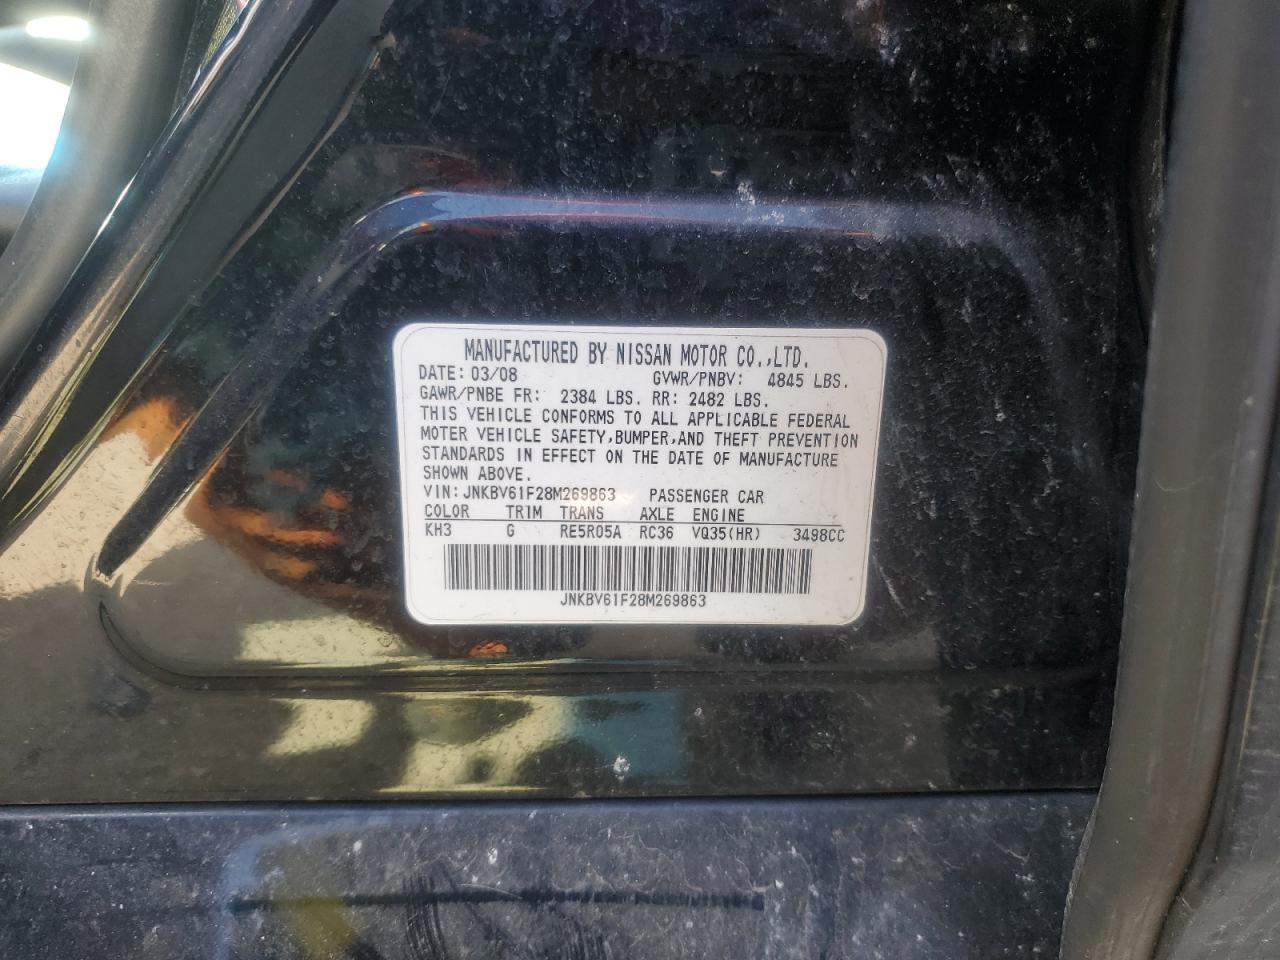 MANUFACTURED BY NISSAN MOTOR CO.,LTD.
DATE: 03/08 GVWR/PNBV: 4845 LBS.
GAWR/PNBE FR: 2384 LBS. RR: 2482 LBS.
THIS VEHICLE CONFORMS TO ALL APPLICABLE FEDERAL
MOTER VEHICLE SAFETY,BUMPER,AND THEFT PREVENTION
STANDARDS IN EFFECT ON THE DATE OF MANUFACTURE
SHOWN ABOVE.
VIN:JNKBV61F28M269863 PASSENGER CAR
COLOR TRIM TRANS AXLE ENGINE
KH3 G RE5R05A RC36 VQ35(HR) 3498CC
JNKBV61F28M269863